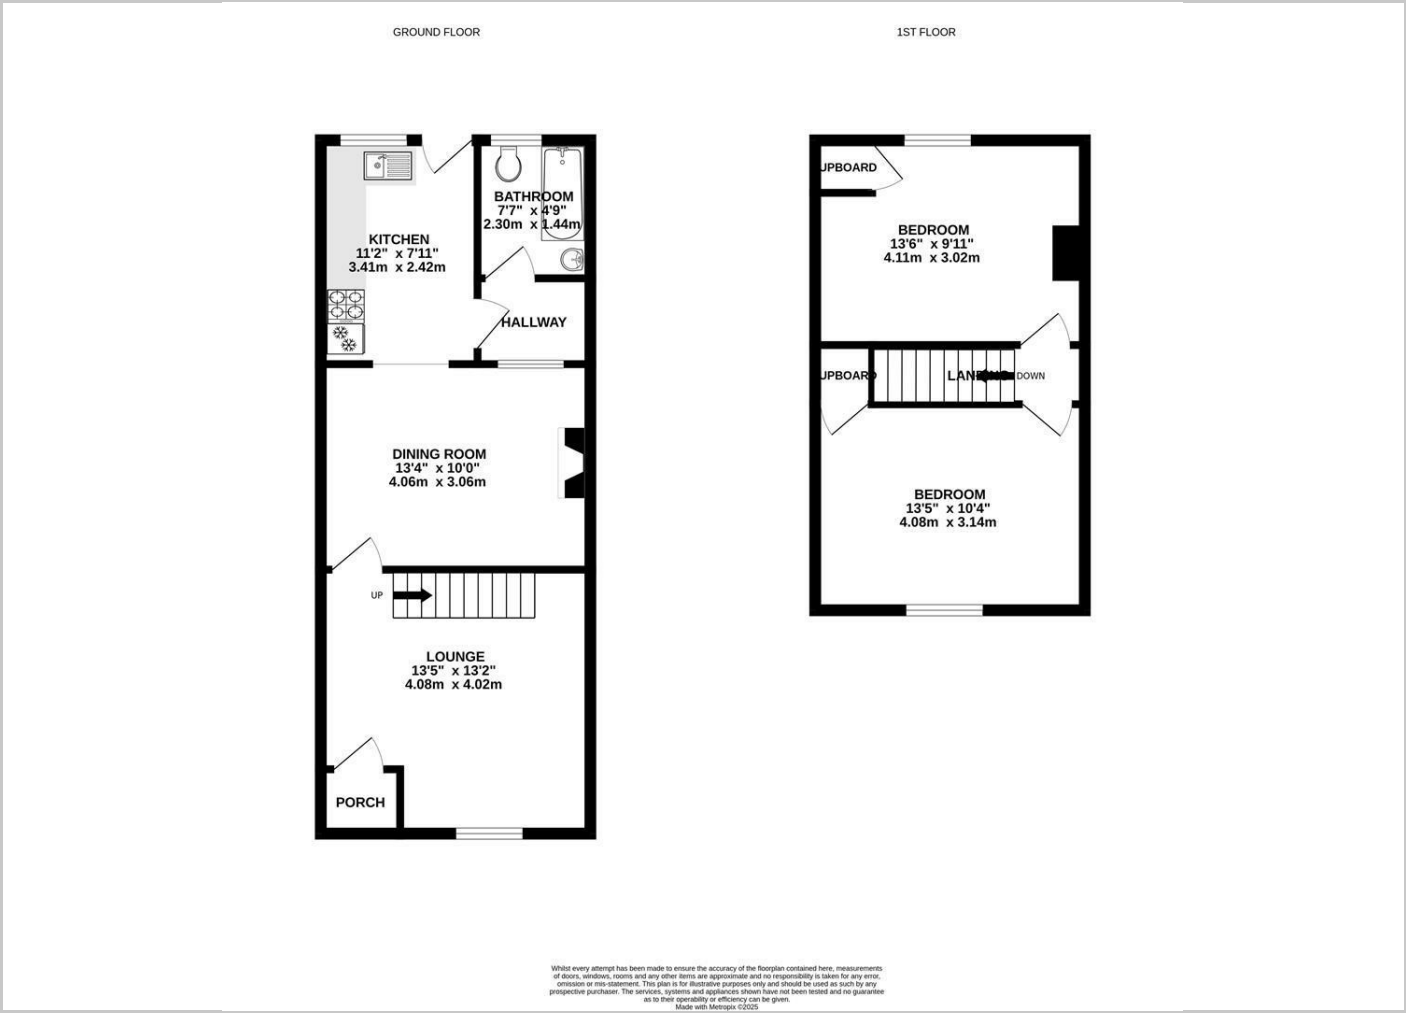 GROUND FLOOR
1ST FLOOR
BATHROOM
7'7" x 4'9"
2.30m x 1.44m
KITCHEN
11'2" x 7'11"
3.41m x 2.42m
HALLWAY
DINING ROOM
13'4" x 10'0"
4.06m x 3.06m
UP
LOUNGE
13'5" x 13'2"
4.08m x 4.02m
PORCH
UPBOARD
BEDROOM
13'6" x 9'11"
4.11m x 3.02m
UPBOARD
LANDING
DOWN
BEDROOM
13'5" x 10'4"
4.08m x 3.14m
Whilst every attempt has been made to ensure the accuracy of the floorplan contained here, measurements
of doors, windows, rooms and any other items are approximate and no responsibility is taken for any error,
omission or mis-statement. This plan is for illustrative purposes only and should be used as such by any
prospective purchaser. The services, systems and appliances shown have not been tested and no guarantee
as to their operability or efficiency can be given.
Made with Metropix ©2025